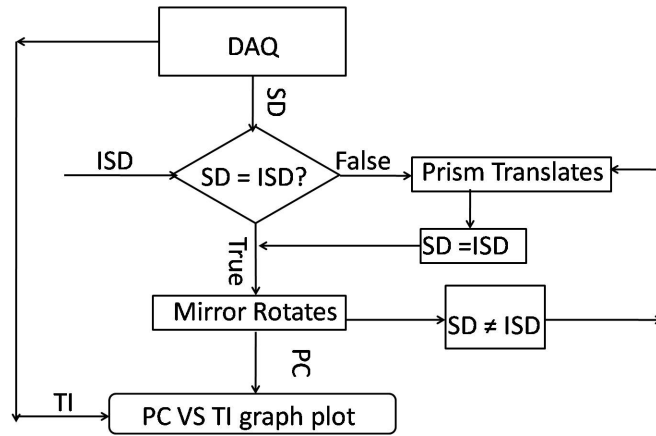 DAQ
SD
ISD
SD = ISD?
False
Prism Translates
SD =ISD
True
Mirror Rotates
SD ≠ ISD
PC
TI
PC VS TI graph plot